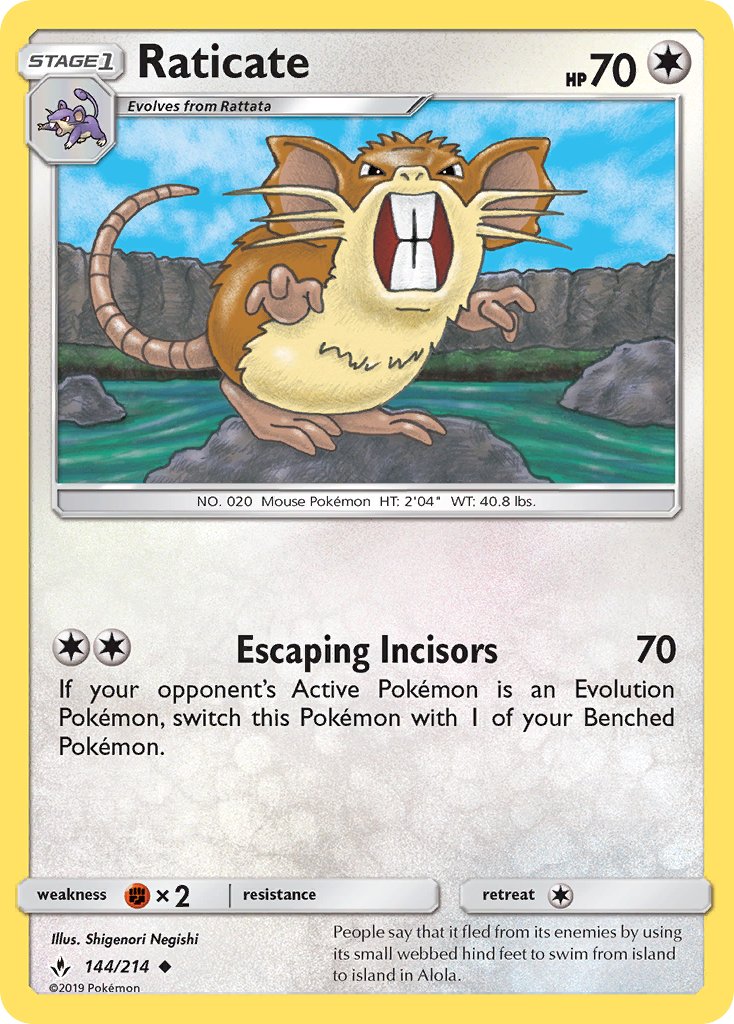 STAGE1
Raticate
HP70
Evolves from Rattata
NO. 020 Mouse Pokémon HT: 2'04" WT: 40.8 lbs.
Escaping Incisors 70
If your opponent's Active Pokémon is an Evolution
Pokémon, switch this Pokémon with 1 of your Benched
Pokémon.
weakness ×2 resistance retreat
Illus. Shigenori Negishi
144/214
©2019 Pokémon
People say that it fled from its enemies by using
its small webbed hind feet to swim from island
to island in Alola.